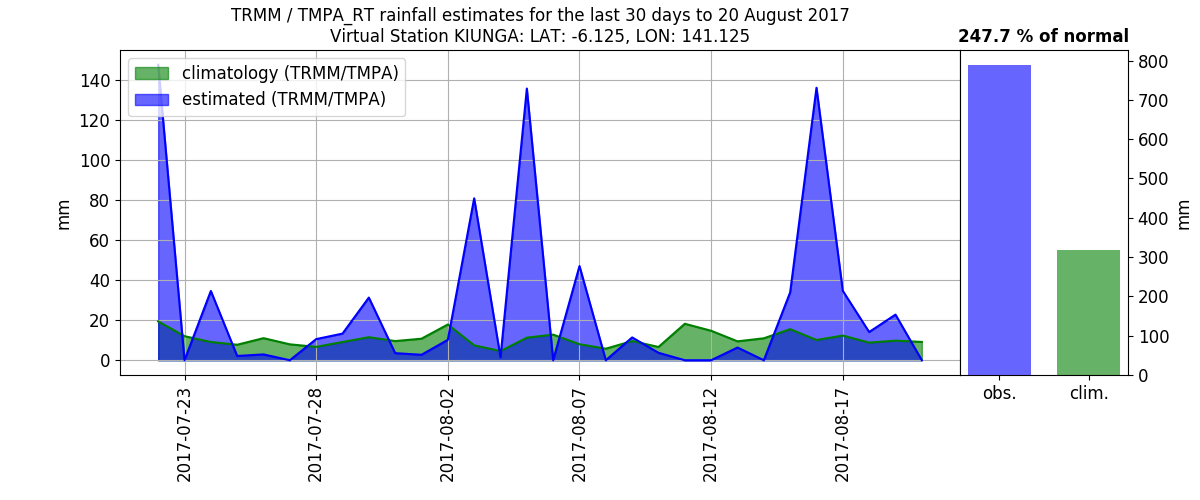 TRMM / TMPA_RT rainfall estimates for the last 30 days to 20 August 2017
Virtual Station KIUNGA: LAT: -6.125, LON: 141.125
247.7 % of normal
climatology (TRMM/TMPA)
estimated (TRMM/TMPA)
140
120
100
80
60
40
20
0
mm
2017-07-23
2017-07-28
2017-08-02
2017-08-07
2017-08-12
2017-08-17
800
700
600
500
400
300
200
100
0
mm
obs.
clim.